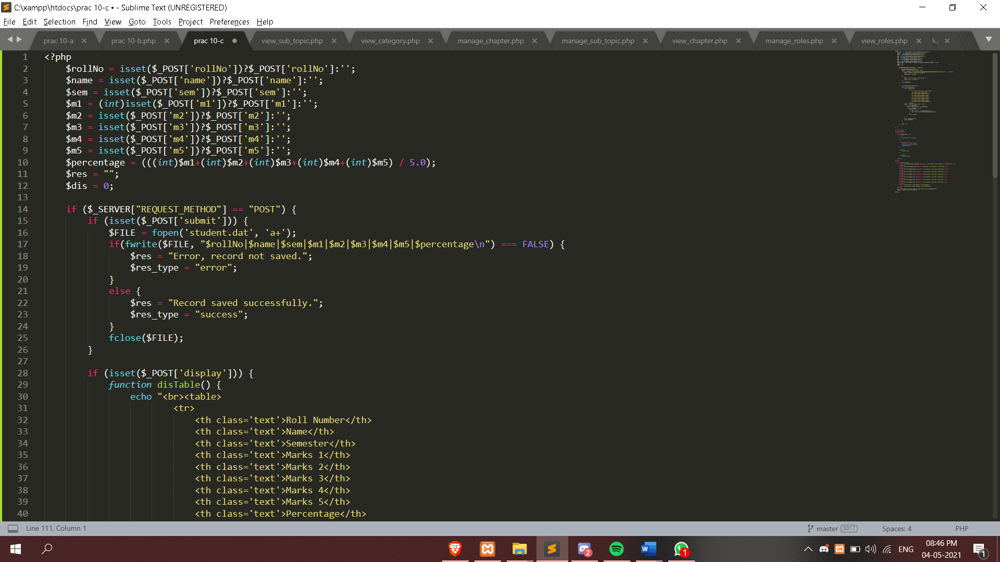 C:\xampp\htdocs\prac 10-c • - Sublime Text (UNREGISTERED)
File Edit Selection Find View Goto Tools Project Preferences Help
prac 10-a prac 10-b.php prac 10-c view_sub_topic.php view_category.php manage_chapter.php manage_sub_topic.php view_chapter.php manage_roles.php view_roles.php
1 <?php
2 $rollNo = isset($_POST['rollNo'])?$_POST['rollNo']:'';
3 $name = isset($_POST['name'])?$_POST['name']:'';
4 $sem = isset($_POST['sem'])?$_POST['sem']:'';
5 $m1 = (int)isset($_POST['m1'])?$_POST['m1']:'';
6 $m2 = isset($_POST['m2'])?$_POST['m2']:'';
7 $m3 = isset($_POST['m3'])?$_POST['m3']:'';
8 $m4 = isset($_POST['m4'])?$_POST['m4']:'';
9 $m5 = isset($_POST['m5'])?$_POST['m5']:'';
10 $percentage = (((int)$m1+(int)$m2+(int)$m3+(int)$m4+(int)$m5) / 5.0);
11 $res = "";
12 $dis = 0;
13
14 if ($_SERVER["REQUEST_METHOD"] == "POST") {
15 if (isset($_POST['submit'])) {
16 $FILE = fopen('student.dat', 'a+');
17 if(fwrite($FILE, "$rollNo|$name|$sem|$m1|$m2|$m3|$m4|$m5|$percentage\n") === FALSE) {
18 $res = "Error, record not saved.";
19 $res_type = "error";
20 }
21 else {
22 $res = "Record saved successfully.";
23 $res_type = "success";
24 }
25 fclose($FILE);
26 }
27
28 if (isset($_POST['display'])) {
29 function disTable() {
30 echo "<br><table>
31 <tr>
32 <th class='text'>Roll Number</th>
33 <th class='text'>Name</th>
34 <th class='text'>Semester</th>
35 <th class='text'>Marks 1</th>
36 <th class='text'>Marks 2</th>
37 <th class='text'>Marks 3</th>
38 <th class='text'>Marks 4</th>
39 <th class='text'>Marks 5</th>
40 <th class='text'>Percentage</th>
Line 111, Column 1 master 3017 Spaces: 4 PHP
2 W 1 ENG 08:46 PM 1
04-05-2021